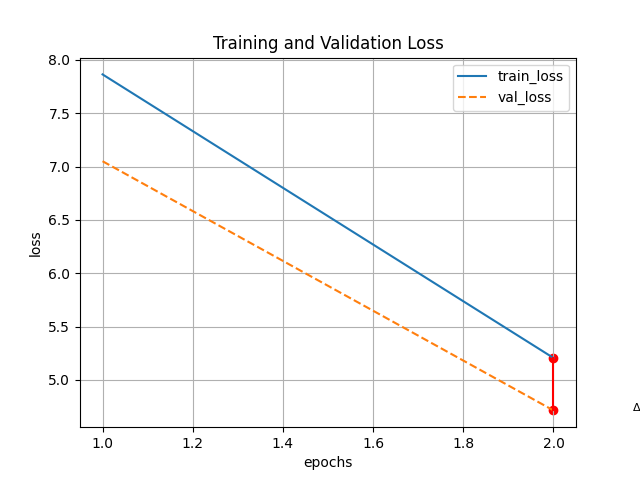 Training and Validation Loss
train_loss
val_loss
8.0
7.5
7.0
6.5
6.0
5.5
5.0
loss
1.0 1.2 1.4 1.6 1.8 2.0
epochs
Δ